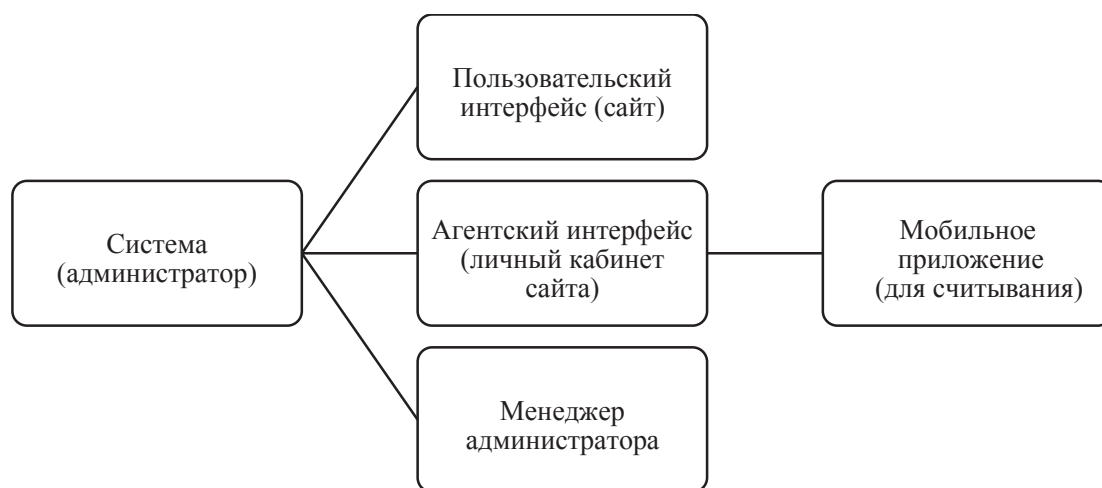 Пользовательский
интерфейс (сайт)
Система
(администратор)
Агентский интерфейс
(личный кабинет
сайта)
Мобильное
приложение
(для считывания)
Менеджер
администратора